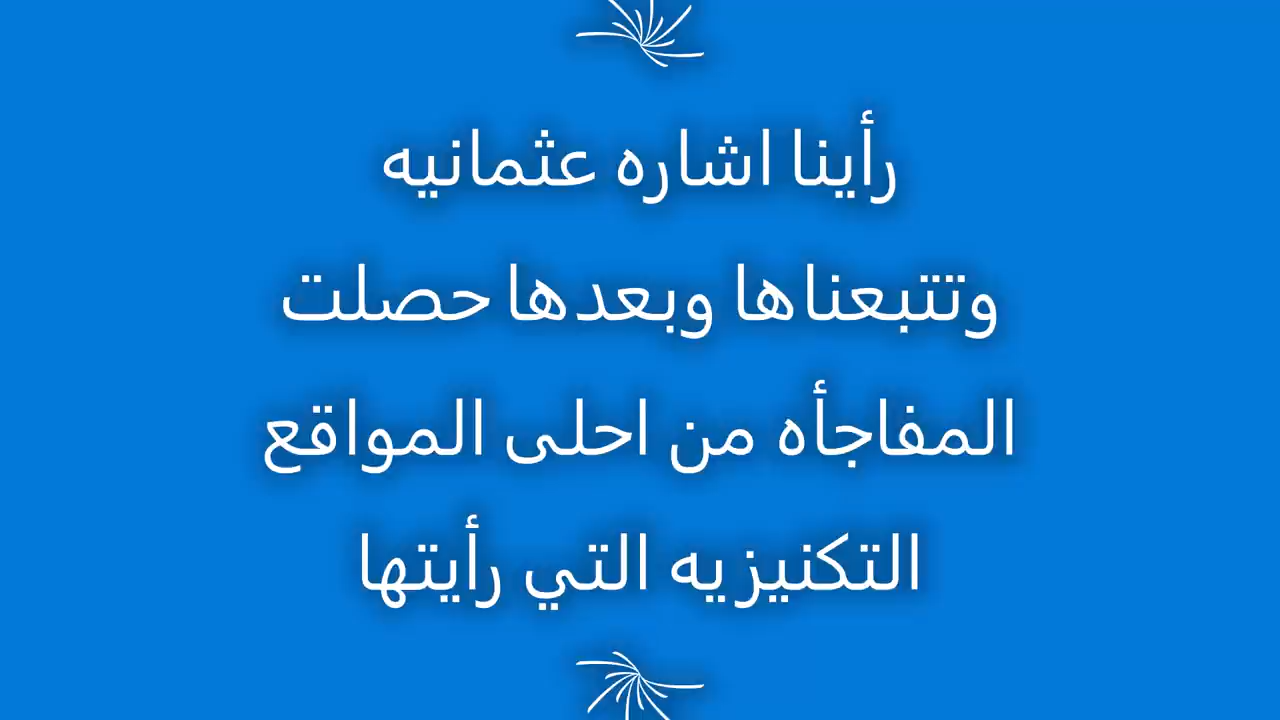 رأينا اشاره عثمانيه
وتتبعناها وبعدها حصلت
المفاجأه من احلى المواقع
التكنيزيه التي رأيتها